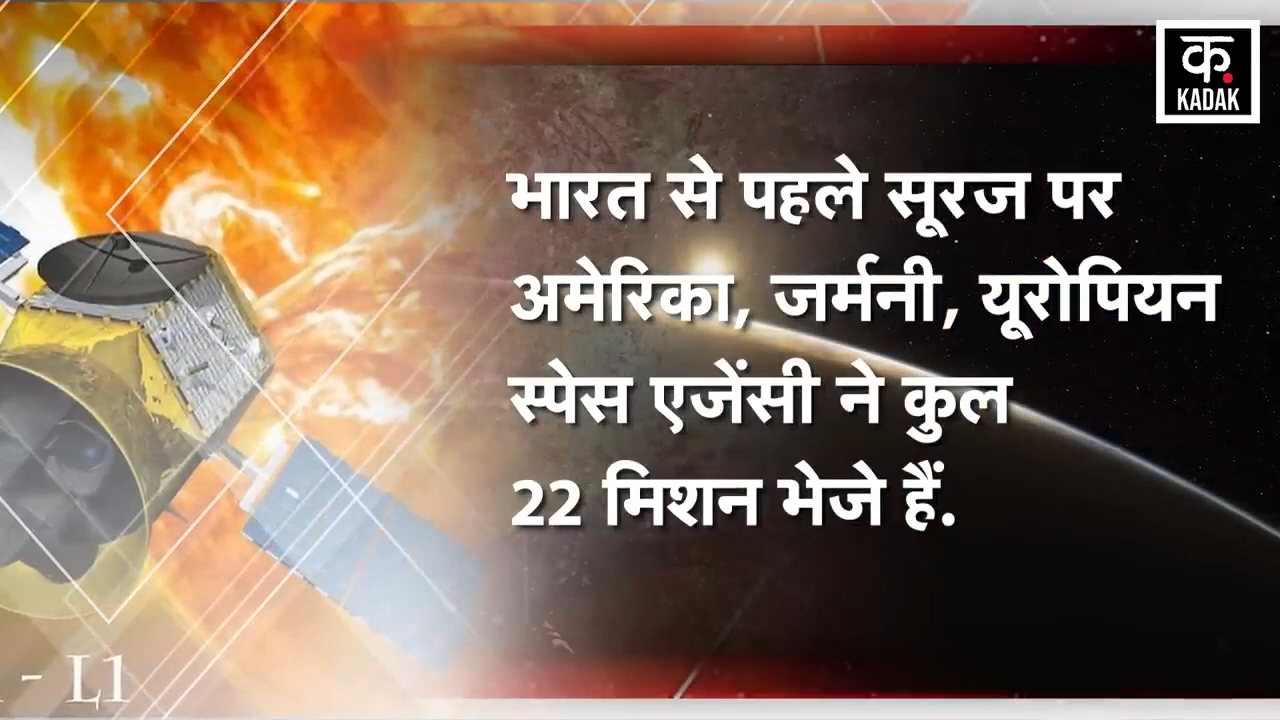 क.
KADAK
भारत से पहले सूरज पर
अमेरिका, जर्मनी, यूरोपियन
स्पेस एजेंसी ने कुल
22 मिशन भेजे हैं.
- L1